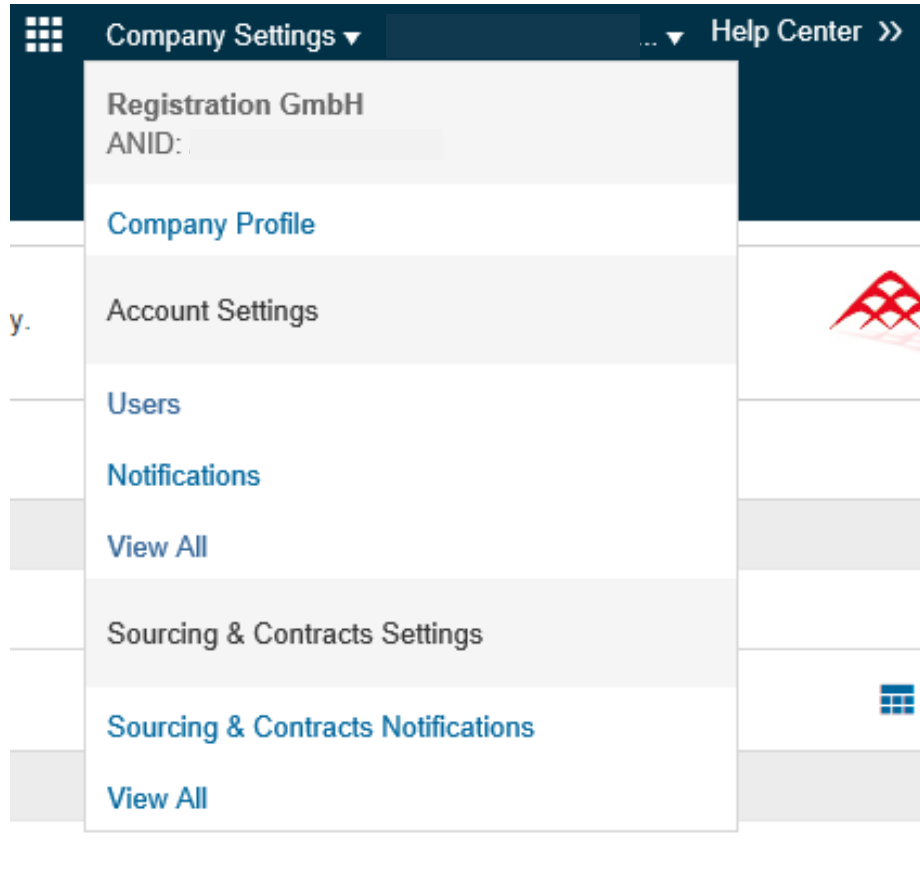 Company Settings ▾ ... ▾ Help Center >>
Registration GmbH
ANID:
Company Profile
y.
Account Settings
Users
Notifications
View All
Sourcing & Contracts Settings
Sourcing & Contracts Notifications
View All